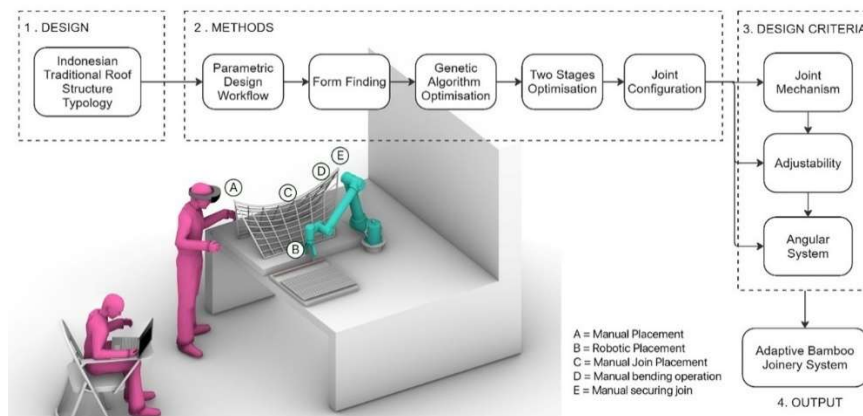 1 . DESIGN
2. METHODS
3. DESIGN CRITERIA
Indonesian
Traditional Roof
Structure
Typology
Parametric
Design
Workflow
Form Finding
Genetic
Algorithm
Optimisation
Two Stages
Optimisation
Joint
Configuration
Joint
Mechanism
Adjustability
Angular
System
A
B
C
D
E
A = Manual Placement
B = Robotic Placement
C = Manual Join Placement
D = Manual bending operation
E = Manual securing join
Adaptive Bamboo
Joinery System
4. OUTPUT